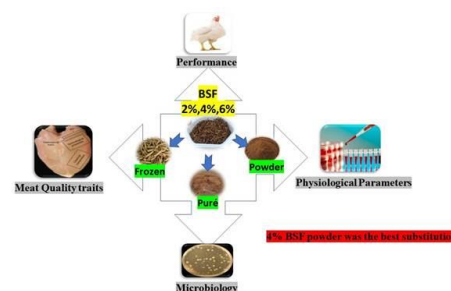 Performance
BSF
2%,4%,6%
Frozen
Powder
Meat Quality traits
Puré
Physiological Parameters
4% BSF powder was the best substitution
Microbiology